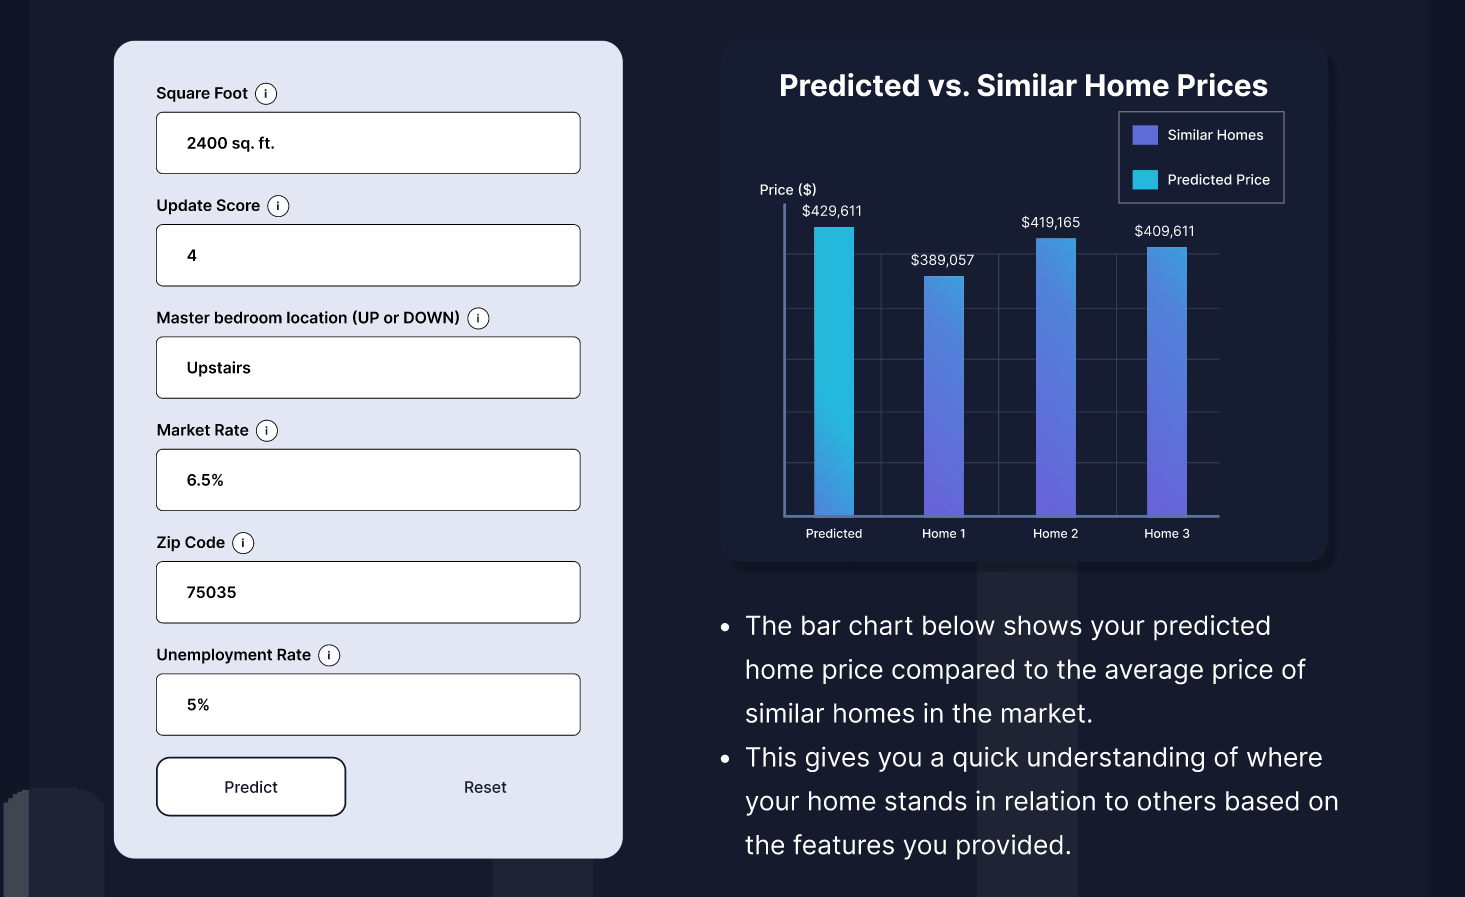 Square Foot i
2400 sq. ft.
Update Score i
4
Master bedroom location (UP or DOWN) i
Upstairs
Market Rate i
6.5%
Zip Code i
75035
Unemployment Rate i
5%
Predict
Reset
Predicted vs. Similar Home Prices
Similar Homes
Predicted Price
Price ($)
$429,611
$389,057
$419,165
$409,611
Predicted
Home 1
Home 2
Home 3
• The bar chart below shows your predicted
home price compared to the average price of
similar homes in the market.
• This gives you a quick understanding of where
your home stands in relation to others based on
the features you provided.